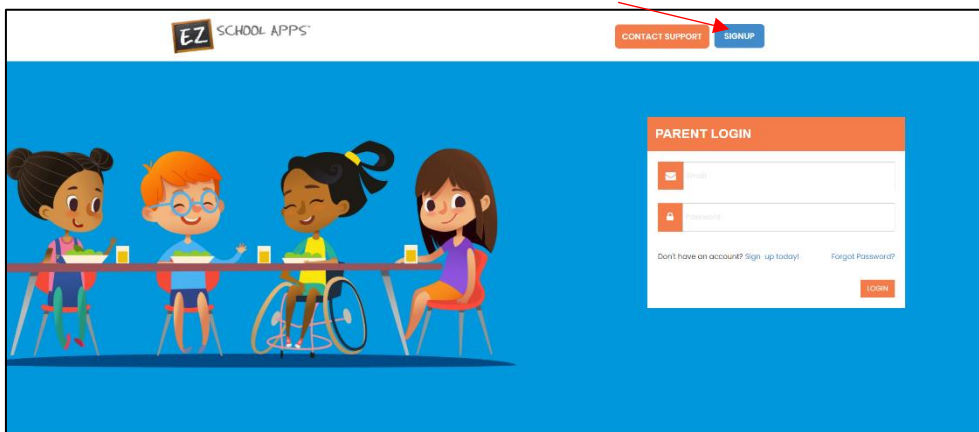 EZ SCHOOL APPS™
CONTACT SUPPORT
SIGNUP
PARENT LOGIN
Email
Password
Don't have an account? Sign up today!
Forgot Password?
LOGIN